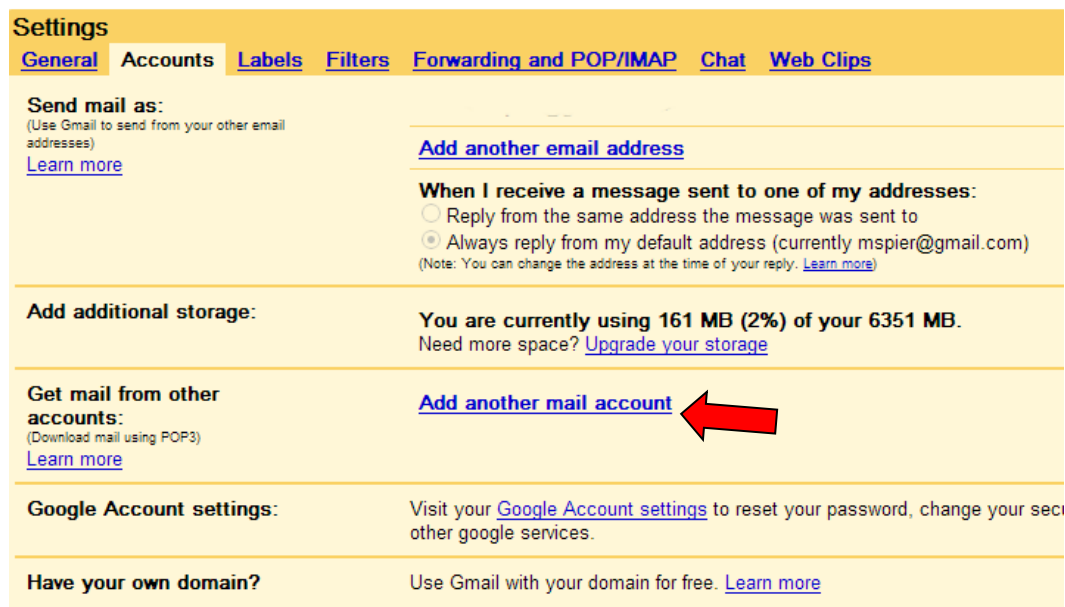 Settings
General Accounts Labels Filters Forwarding and POP/IMAP Chat Web Clips
Send mail as:
(Use Gmail to send from your other email
addresses)
Learn more
Add another email address
When I receive a message sent to one of my addresses:
Reply from the same address the message was sent to
Always reply from my default address (currently mspier@gmail.com)
(Note: You can change the address at the time of your reply. Learn more)
Add additional storage:
You are currently using 161 MB (2%) of your 6351 MB.
Need more space? Upgrade your storage
Get mail from other
accounts:
(Download mail using POP3)
Learn more
Add another mail account
Google Account settings:
Visit your Google Account settings to reset your password, change your secu
other google services.
Have your own domain?
Use Gmail with your domain for free. Learn more